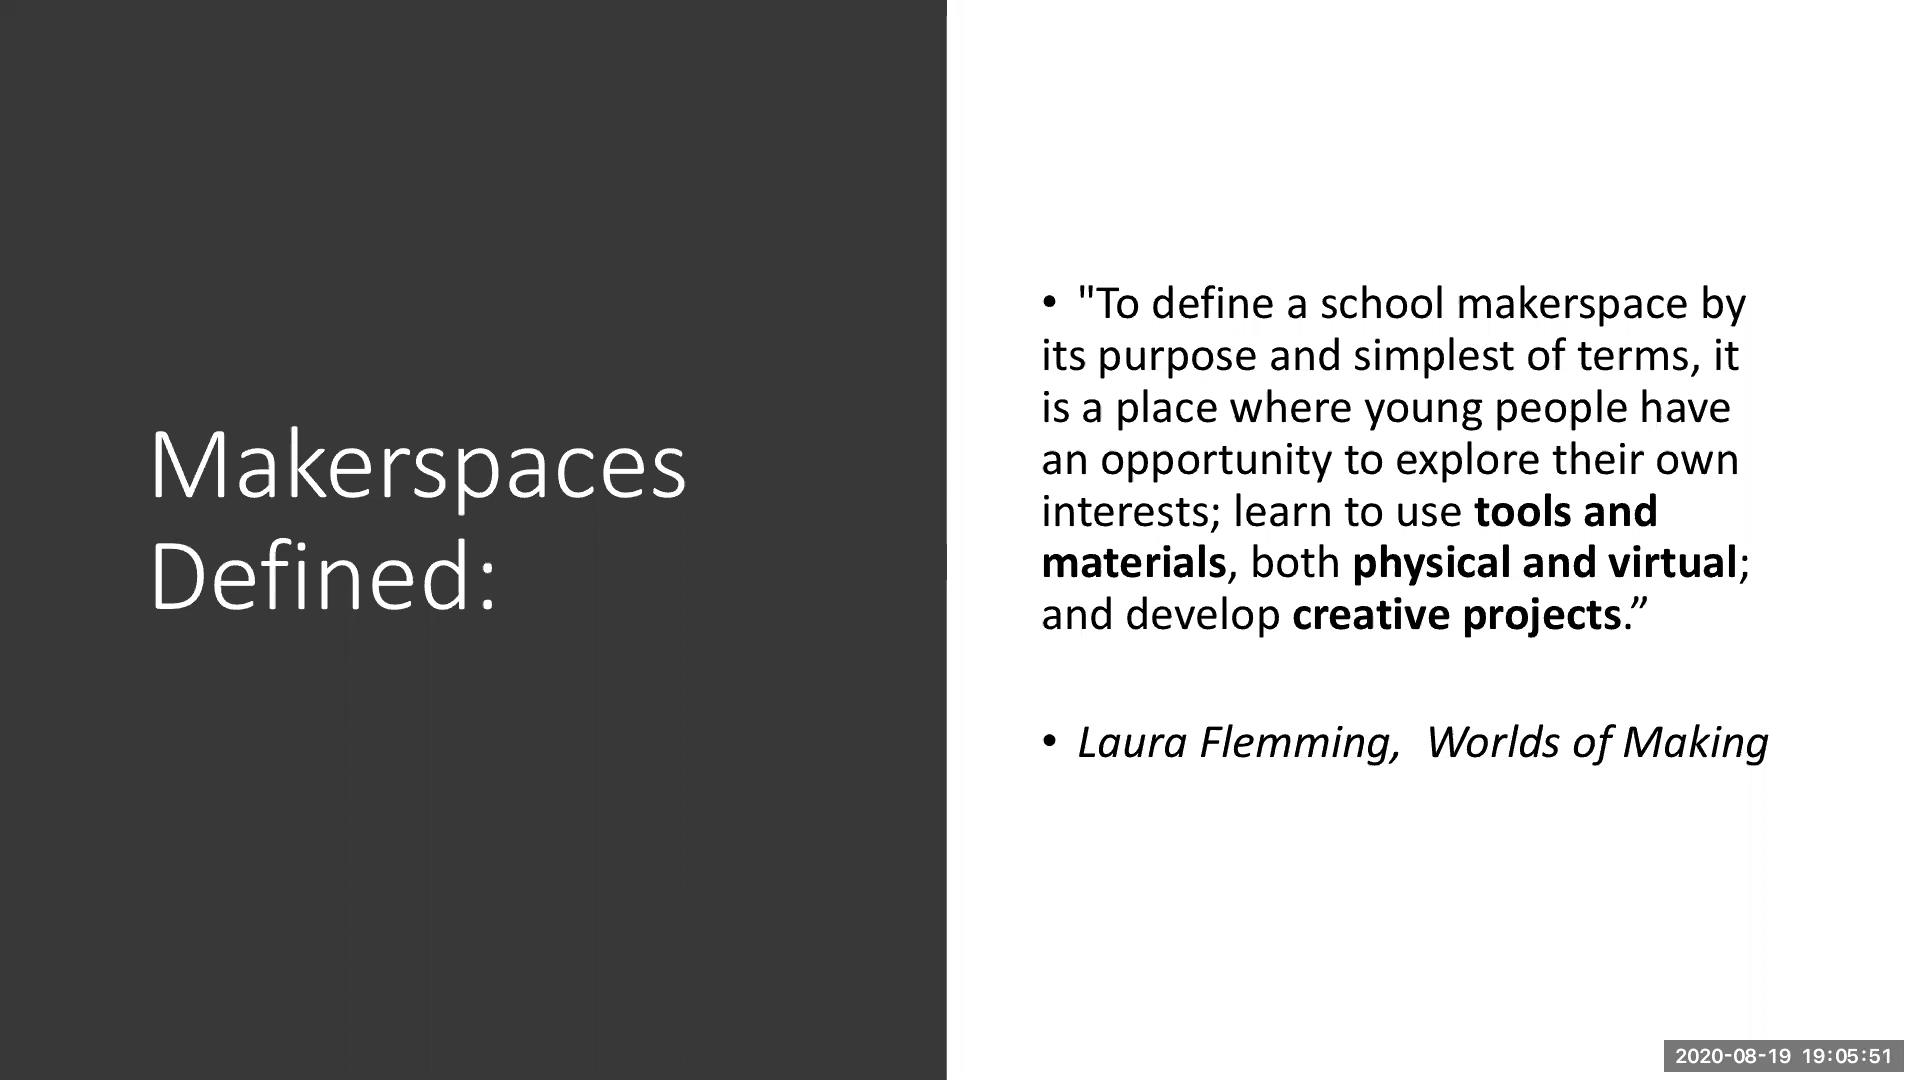 Makerspaces
Defined:
• "To define a school makerspace by
its purpose and simplest of terms, it
is a place where young people have
an opportunity to explore their own
interests; learn to use tools and
materials, both physical and virtual;
and develop creative projects.”
• Laura Flemming,  Worlds of Making
2020-08-19 19:05:51